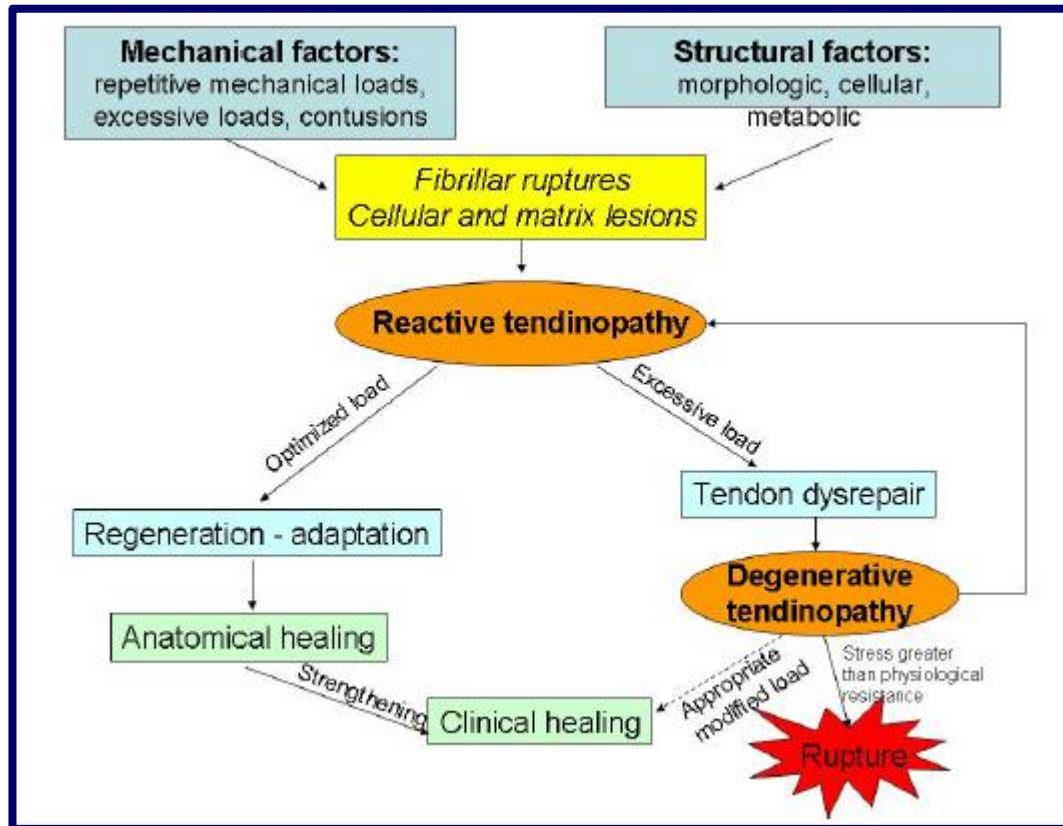 Mechanical factors:
repetitive mechanical loads,
excessive loads, contusions
Structural factors:
morphologic, cellular,
metabolic
Fibrillar ruptures
Cellular and matrix lesions
Reactive tendinopathy
Optimized load
Excessive load
Regeneration - adaptation
Tendon dysrepair
Anatomical healing
Degenerative
tendinopathy
Strengthening
Clinical healing
Appropriate
modified load
Stress greater
than physiological
resistance
Rupture